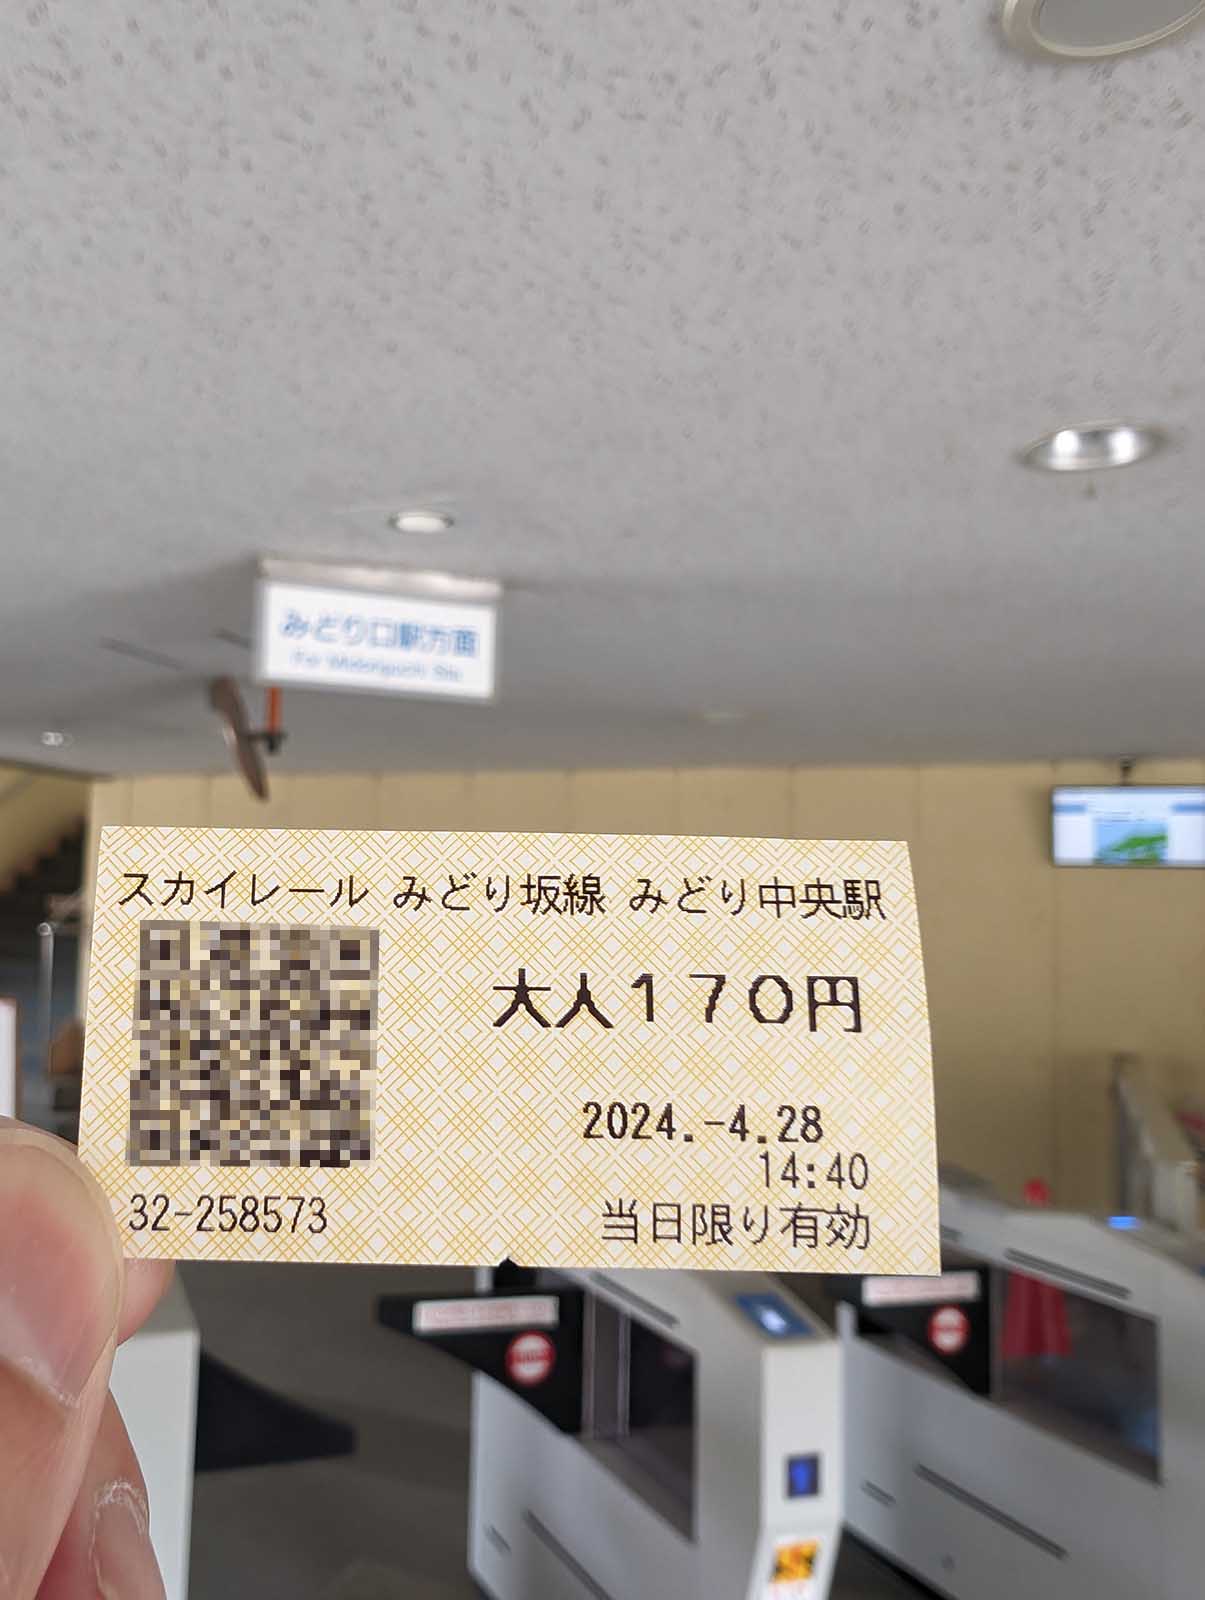 みどり口駅方面
スカイレール みどり坂線 みどり中央駅
大人170円
2024.-4.28
14:40
32-258573
当日限り有効